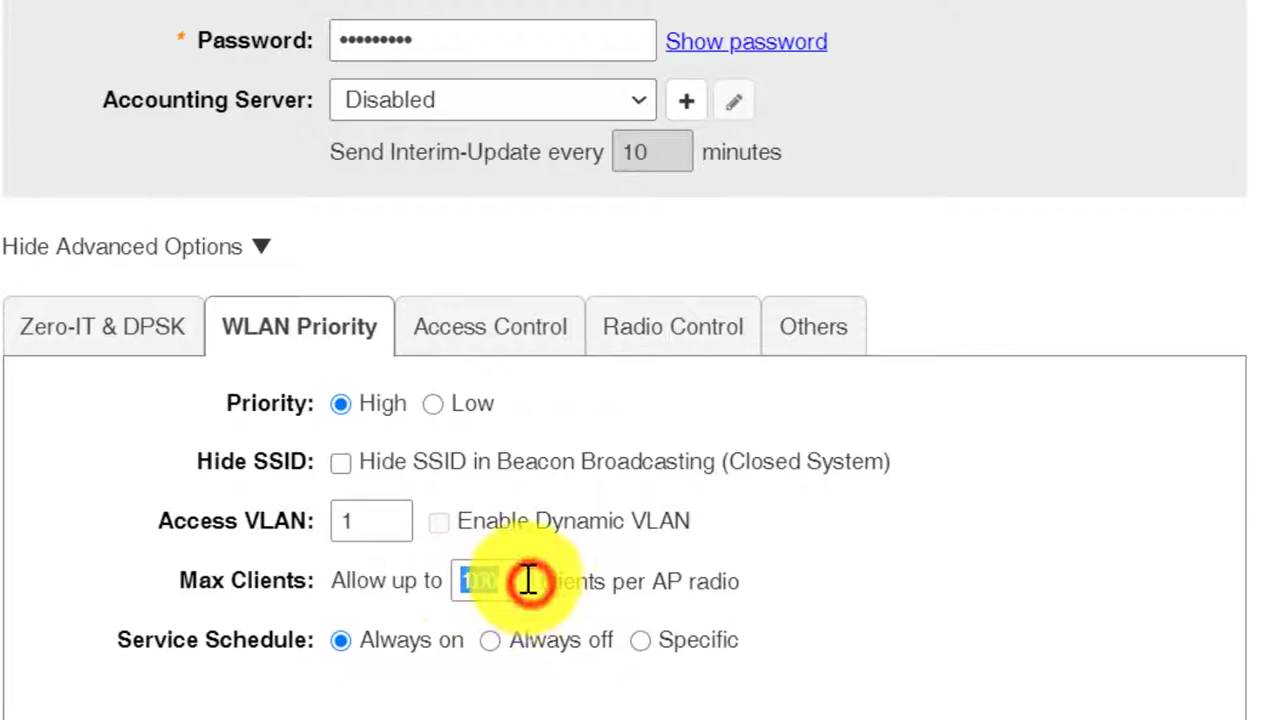 * Password: ••••••••• Show password
Accounting Server: Disabled
Send Interim-Update every 10 minutes
Hide Advanced Options ▼
Zero-IT & DPSK WLAN Priority Access Control Radio Control Others
Priority: High Low
Hide SSID: Hide SSID in Beacon Broadcasting (Closed System)
Access VLAN: 1 Enable Dynamic VLAN
Max Clients: Allow up to 100 clients per AP radio
Service Schedule: Always on Always off Specific